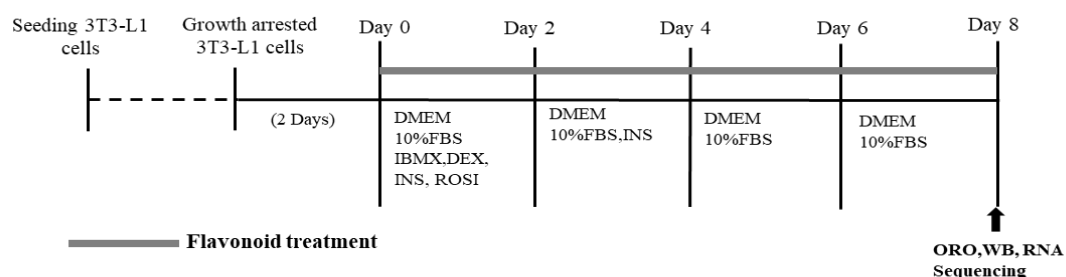 Seeding 3T3-L1
cells
Growth arrested
3T3-L1 cells
Day 0
Day 2
Day 4
Day 6
Day 8
(2 Days)
DMEM
10%FBS
IBMX,DEX,
INS, ROSI
DMEM
10%FBS,INS
DMEM
10%FBS
DMEM
10%FBS
Flavonoid treatment
ORO,WB, RNA
Sequencing